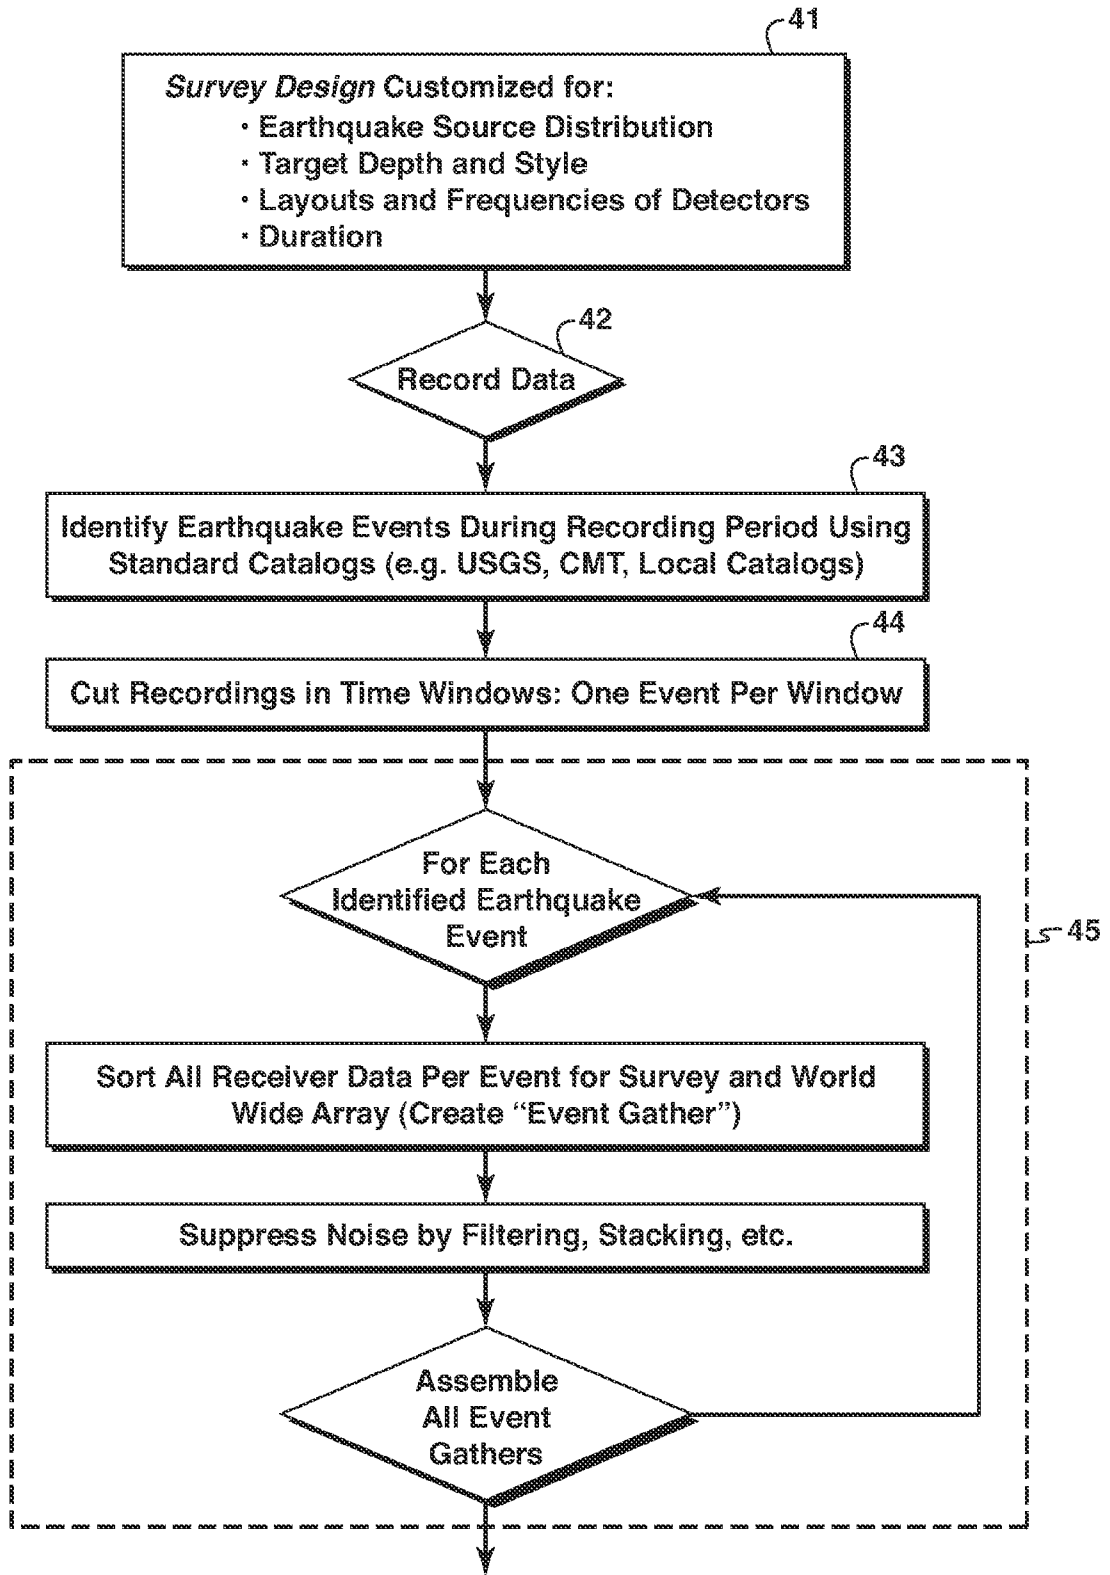 41
Survey Design Customized for:
· Earthquake Source Distribution
· Target Depth and Style
· Layouts and Frequencies of Detectors
· Duration
42
Record Data
43
Identify Earthquake Events During Recording Period Using
Standard Catalogs (e.g. USGS, CMT, Local Catalogs)
44
Cut Recordings in Time Windows: One Event Per Window
For Each
Identified Earthquake
Event
45
Sort All Receiver Data Per Event for Survey and World
Wide Array (Create “Event Gather”)
Suppress Noise by Filtering, Stacking, etc.
Assemble
All Event
Gathers